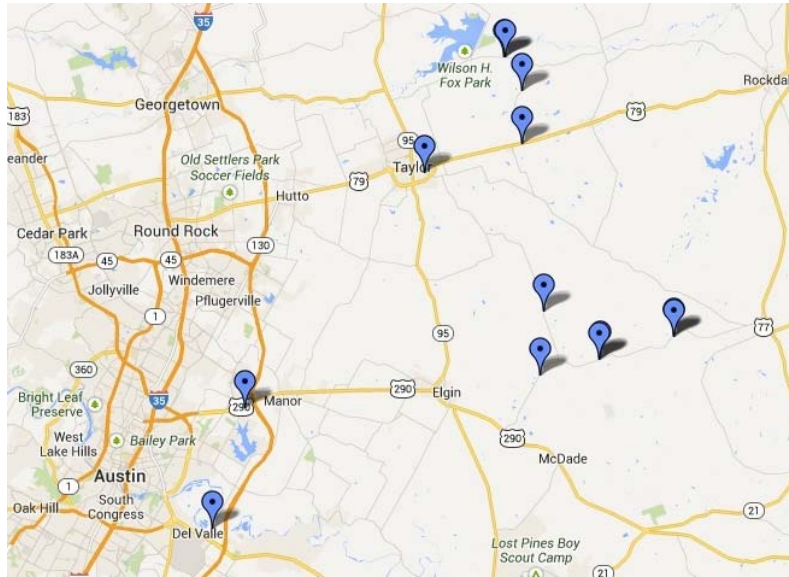 35
Wilson H.
Fox Park
Georgetown
183
Rockda
79
95
Taylor
Old Settlers Park
Soccer Fields
eander
79
Hutto
Cedar Park
Round Rock
130
183A
45
45
Windemere
Jollyville
Pflugerville
1
95
77
360
290
Elgin
Bright Leaf
Preserve
35
290
Manor
West
Lake Hills
Bailey Park
290
McDade
Austin
1
South
Congress
Oak Hill
21
Del Valle
Lost Pines Boy
Scout Camp
21